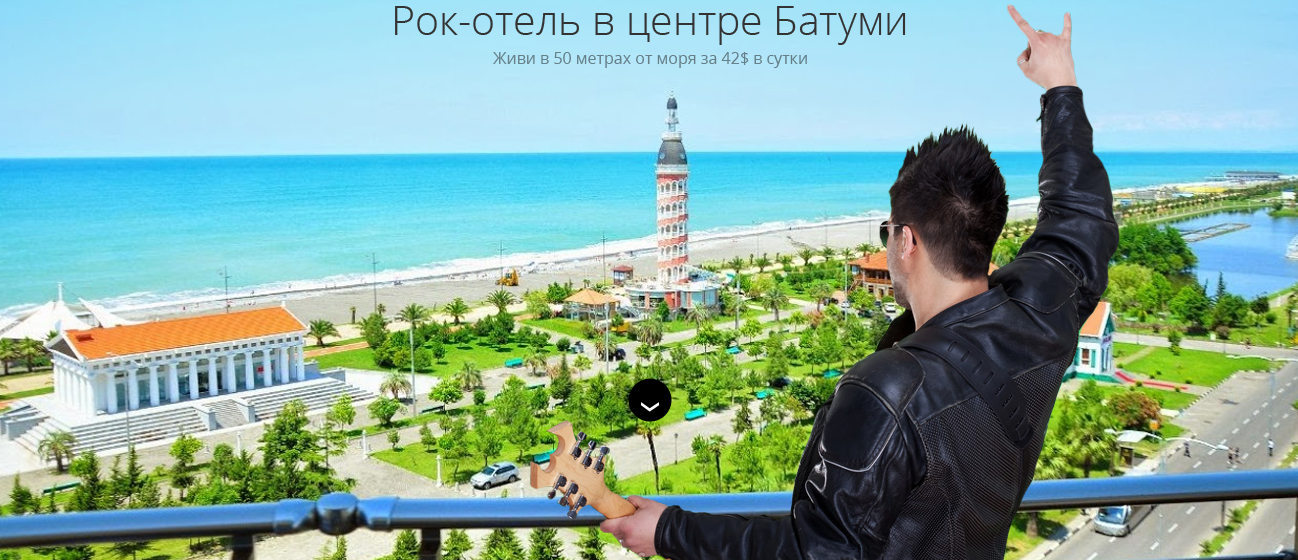 Рок-отель в центре Батуми
Живи в 50 метрах от моря за 42$ в сутки